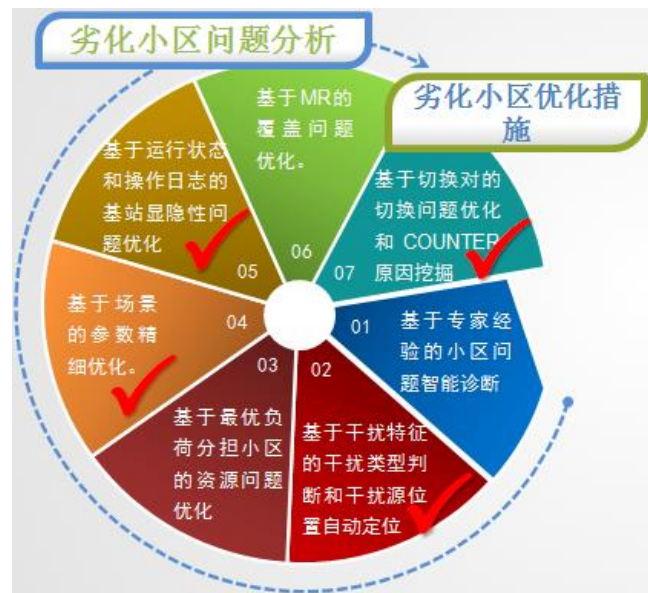 劣化小区问题分析
劣化小区优化措
施
基于专家经
验的小区问
题智能诊断
01
基于干扰特征
的干扰类型判
断和干扰源位
置自动定位
02
基于最优负
荷分担小区
的资源问题
优化
03
基于场景
的参数精
细优化。
04
基于运行状态
和操作日志的
基站显隐性问
题优化
05
基于MR的
覆盖问题
优化。
06
基于切换对的
切换问题优化
和 COUNTER
原因挖掘
07